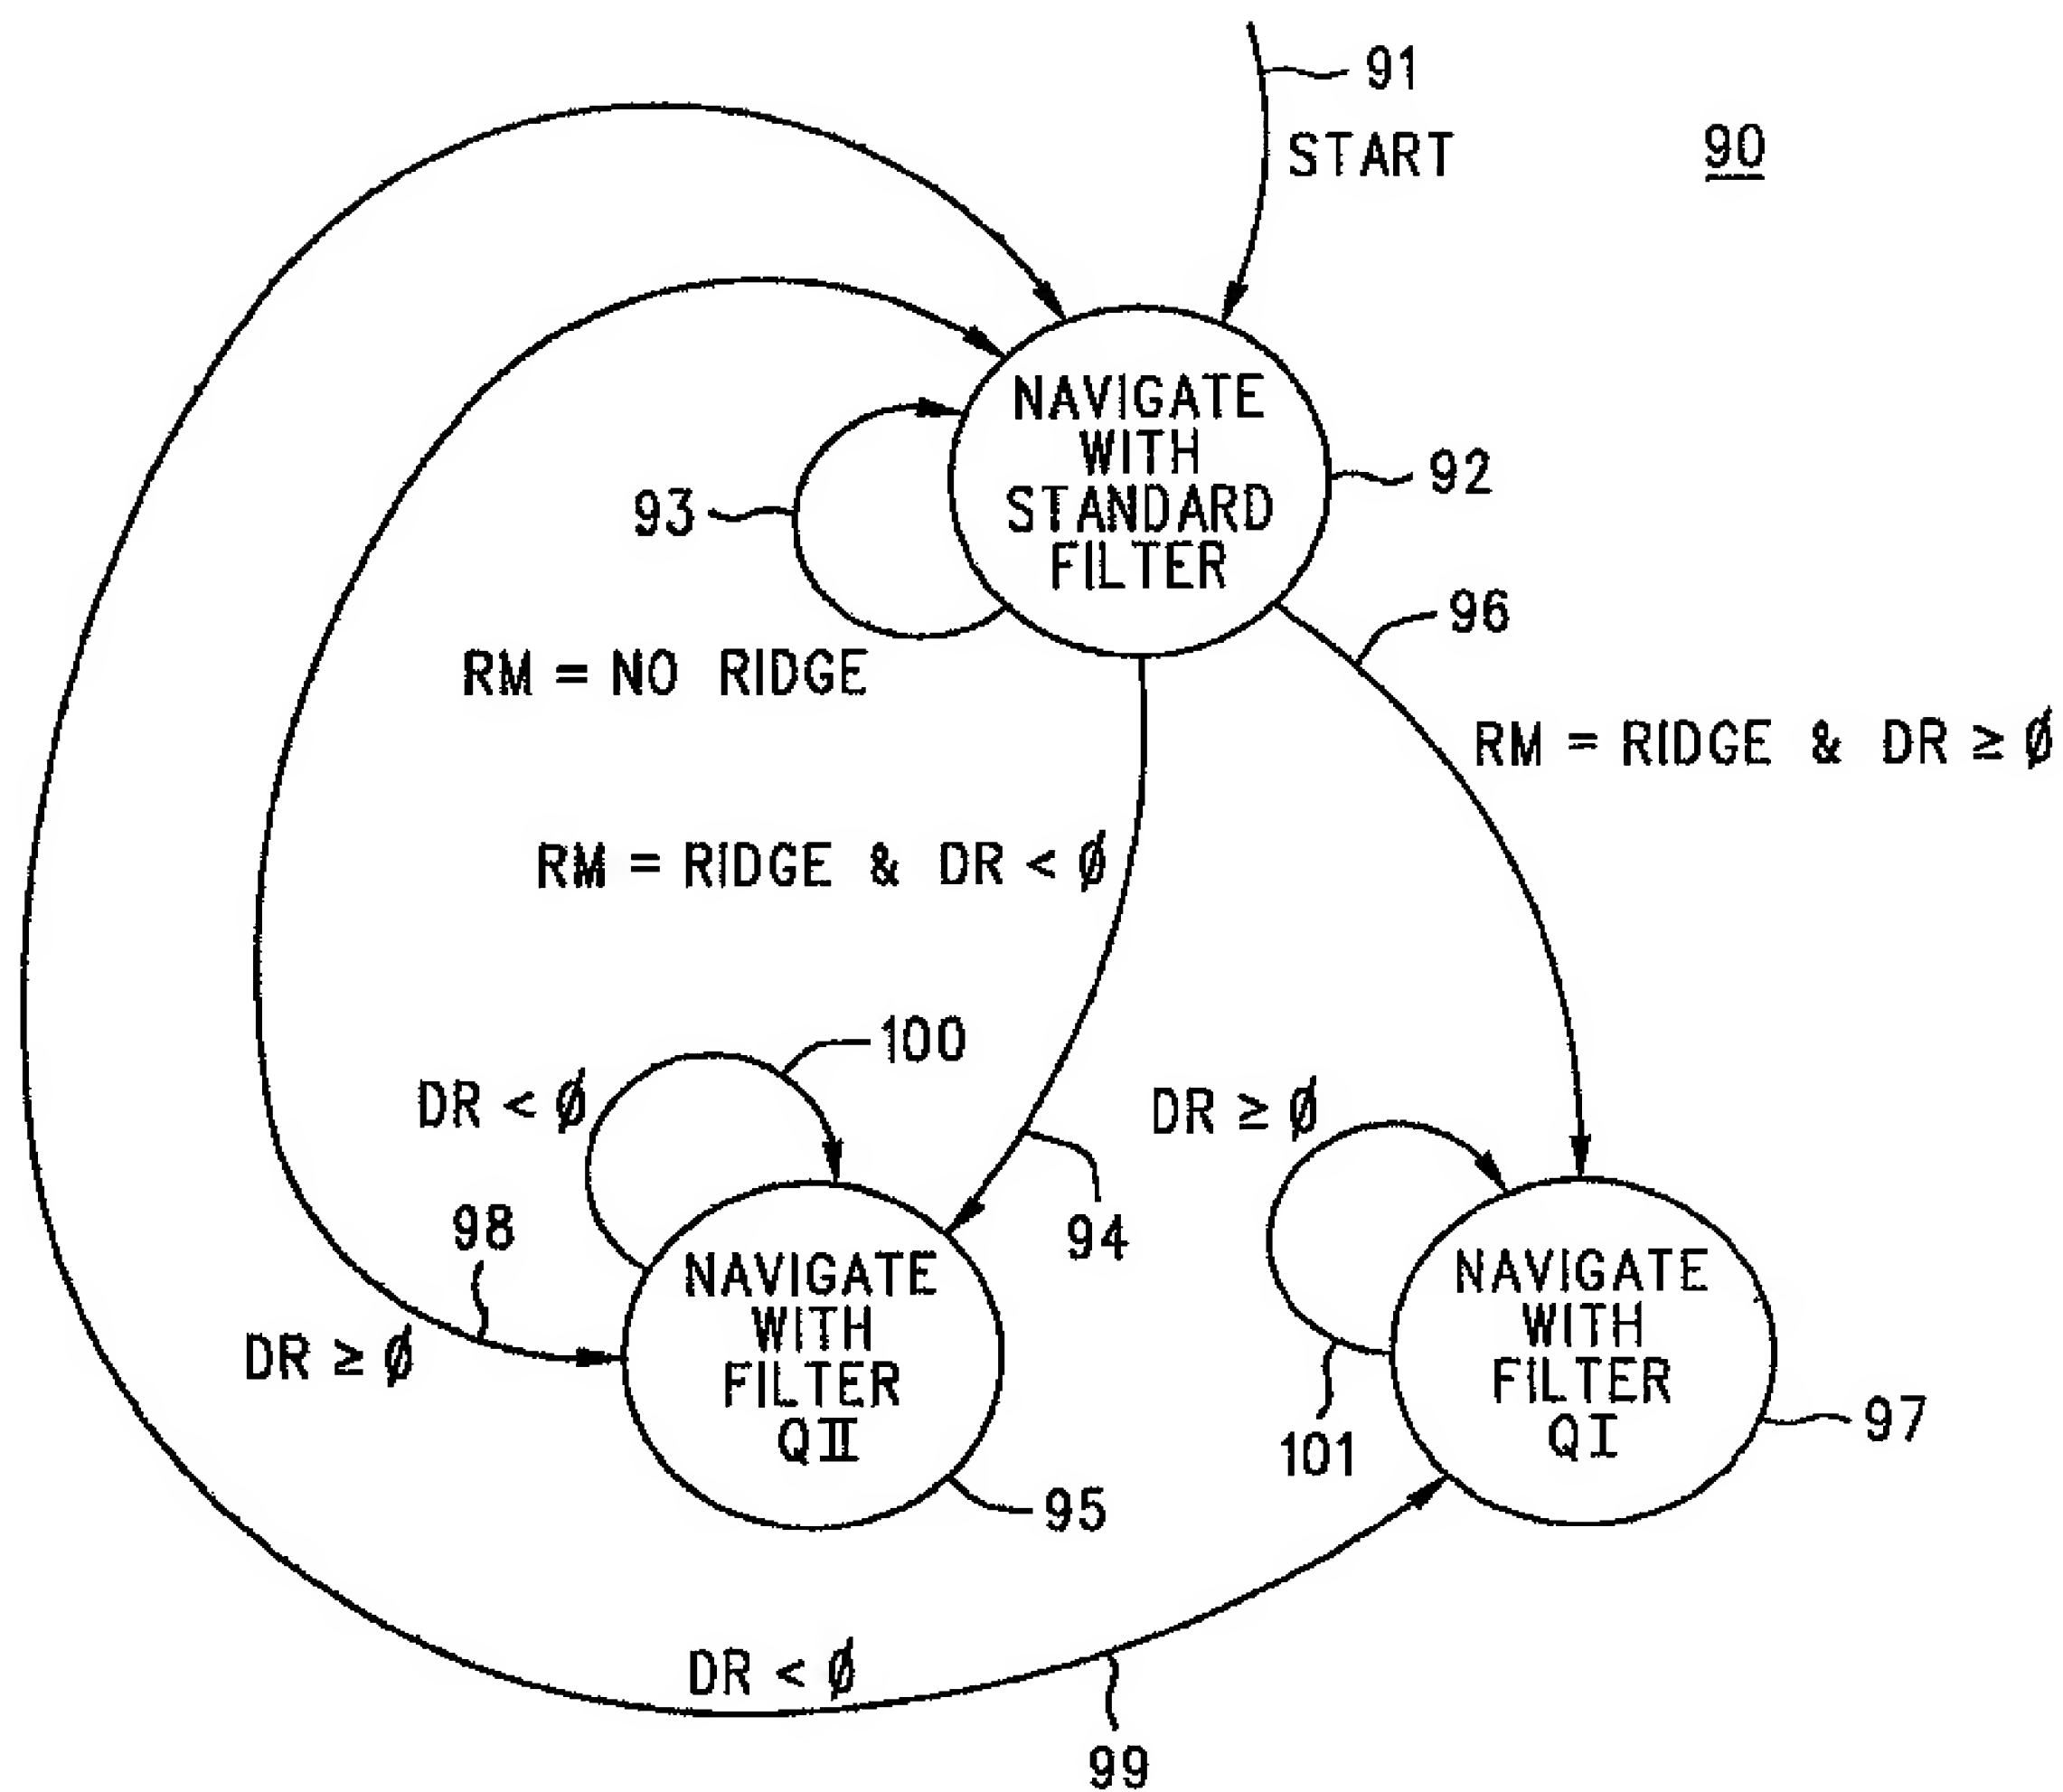 91
START
90
NAVIGATE
WITH
STANDARD
FILTER
92
93
96
RM = NO RIDGE
RM = RIDGE & DR ≥ Ø
RM = RIDGE & DR < Ø
100
DR < Ø
DR ≥ Ø
98
94
NAVIGATE
WITH
FILTER
QII
NAVIGATE
WITH
FILTER
QI
DR ≥ Ø
97
101
95
DR < Ø
99